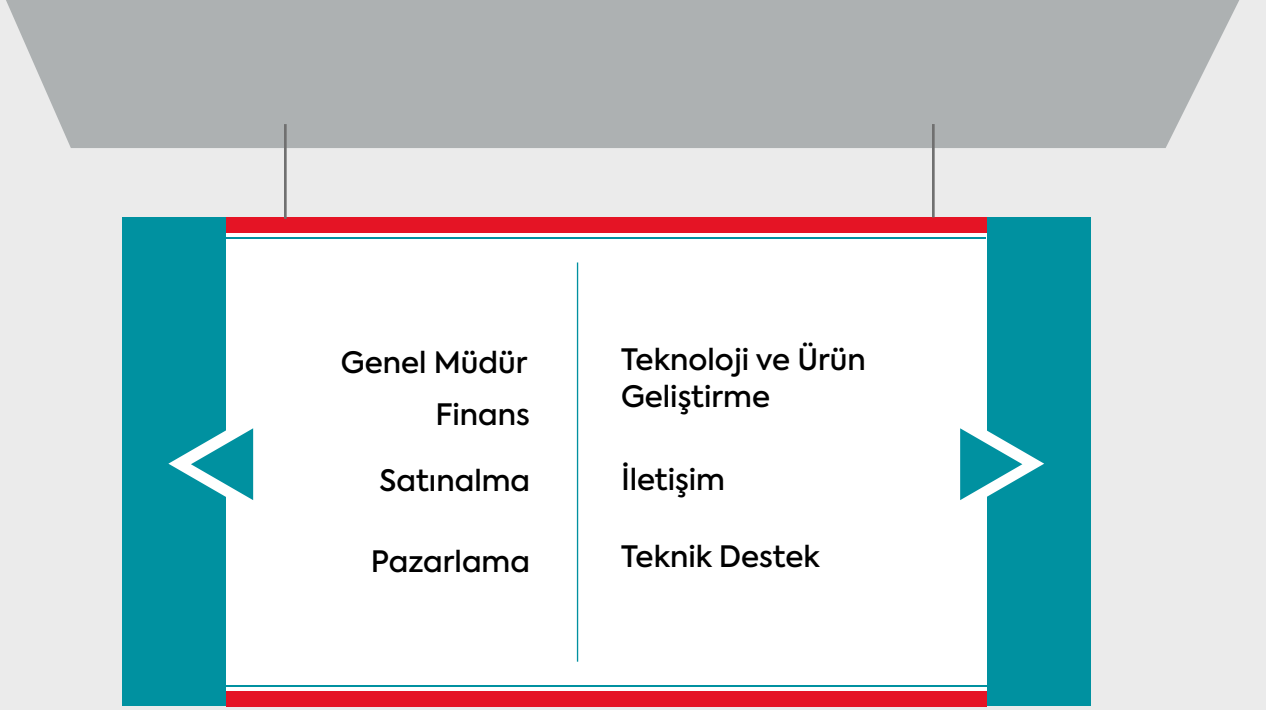 Genel Müdür
Finans
Satınalma
Pazarlama
Teknoloji ve Ürün
Geliştirme
İletişim
Teknik Destek